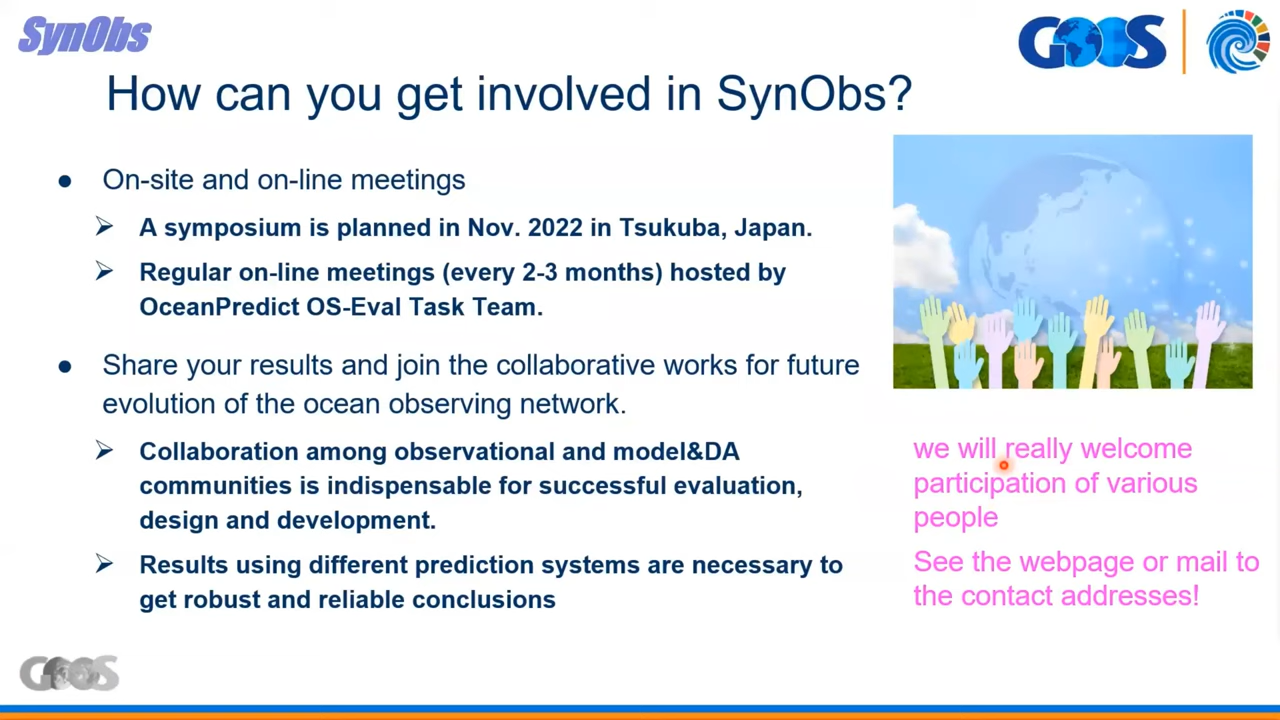 SynObs
GOOS
How can you get involved in SynObs?
On-site and on-line meetings
A symposium is planned in Nov. 2022 in Tsukuba, Japan.
Regular on-line meetings (every 2-3 months) hosted by
OceanPredict OS-Eval Task Team.
Share your results and join the collaborative works for future
evolution of the ocean observing network.
Collaboration among observational and model&DA
communities is indispensable for successful evaluation,
design and development.
Results using different prediction systems are necessary to
get robust and reliable conclusions
we will really welcome
participation of various
people
See the webpage or mail to
the contact addresses!
GOOS